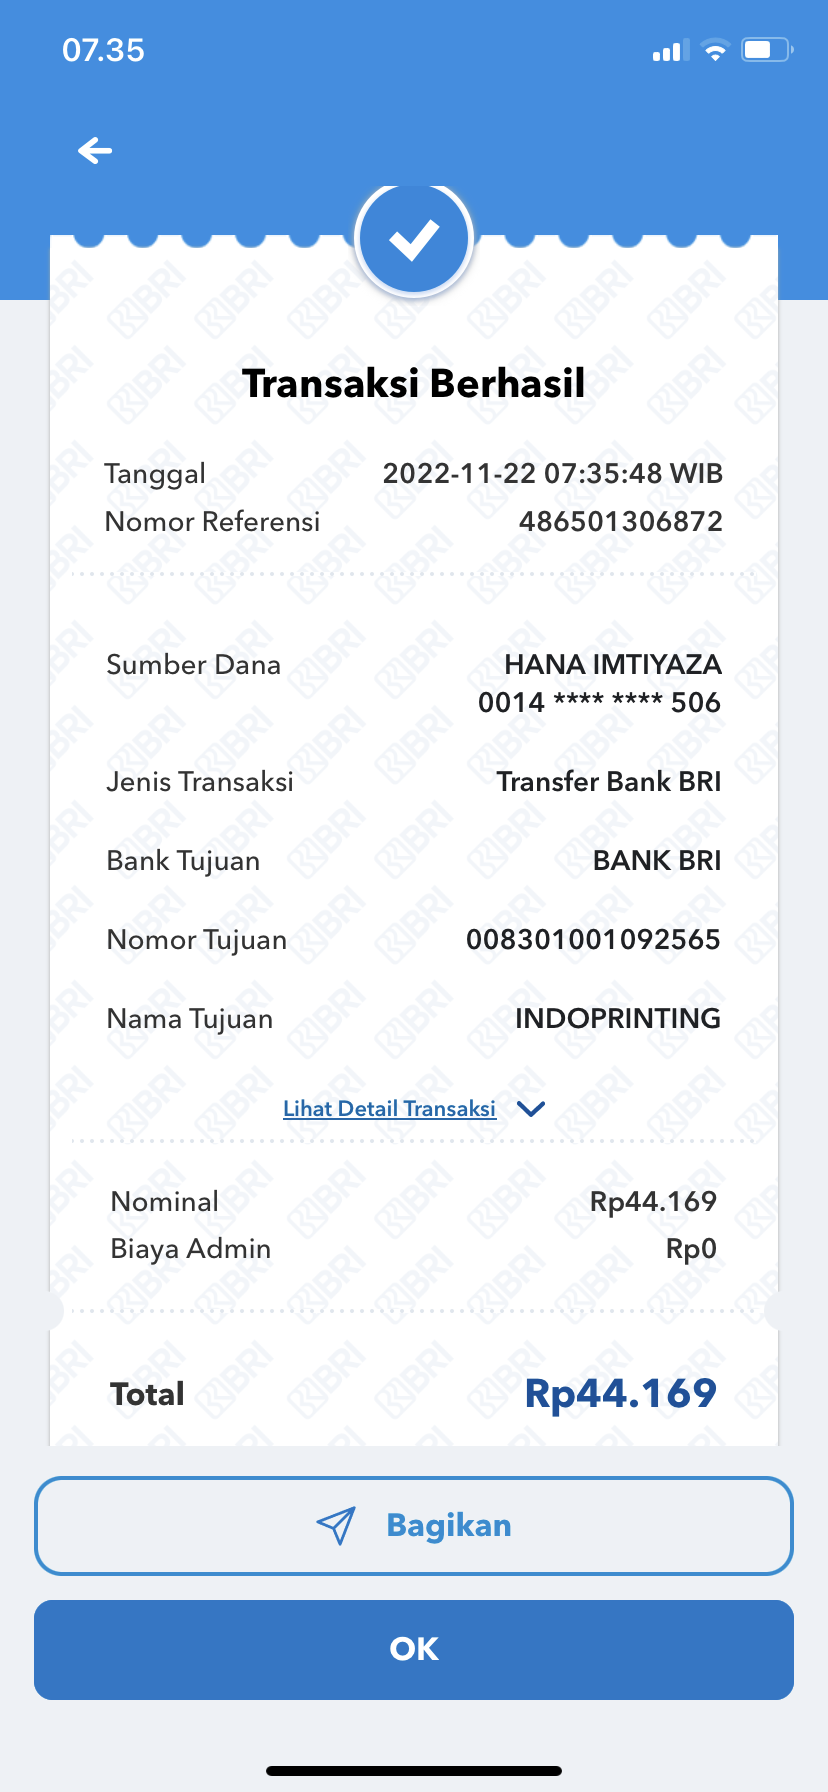 07.35
Transaksi Berhasil
Tanggal 2022-11-22 07:35:48 WIB
Nomor Referensi 486501306872
Sumber Dana HANA IMTIYAZA
0014 **** **** 506
Jenis Transaksi Transfer Bank BRI
Bank Tujuan BANK BRI
Nomor Tujuan 008301001092565
Nama Tujuan INDOPRINTING
Lihat Detail Transaksi
Nominal Rp44.169
Biaya Admin Rp0
Total Rp44.169
Bagikan
OK